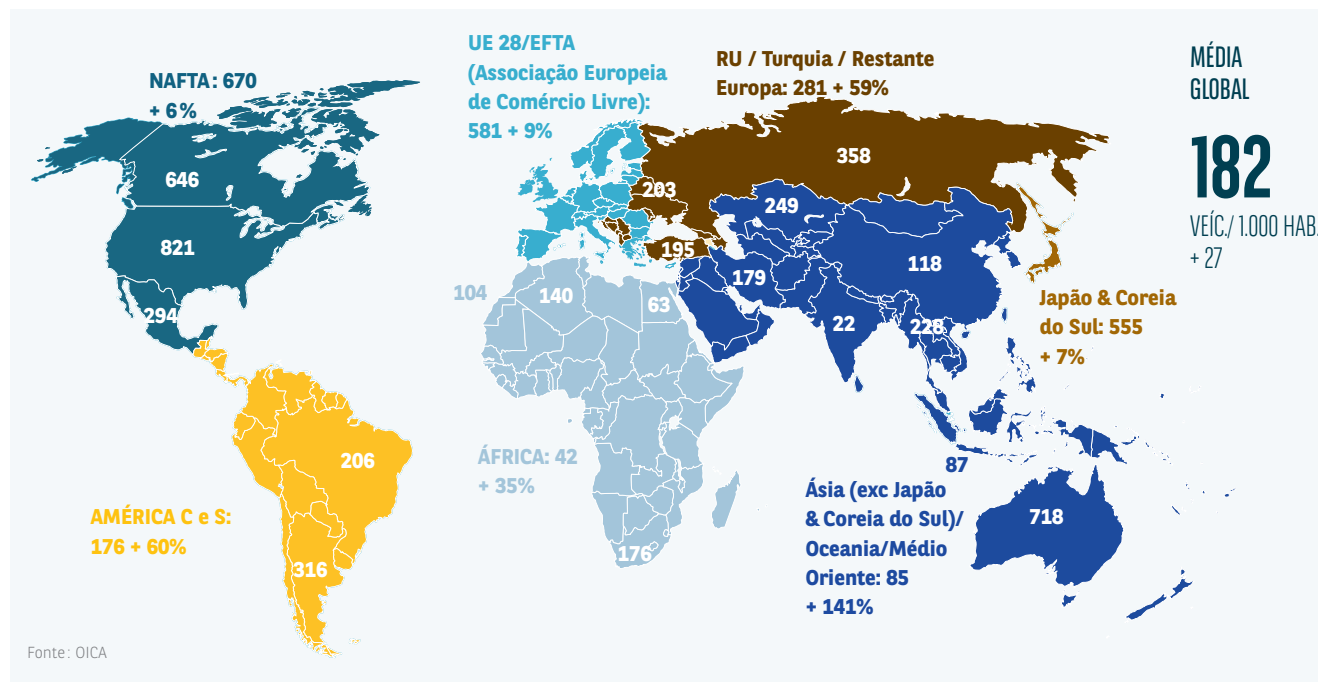 NAFTA: 670
+ 6%
646
821
294
UE 28/EFTA
(Associação Europeia
de Comércio Livre):
581 + 9%
RU / Turquia / Restante
Europa: 281 + 59%
358
203
195
MÉDIA
GLOBAL
182
VEÍC./ 1.000 HAB.
+ 27
249
179
118
22
228
Japão & Coreia
do Sul: 555
+ 7%
104
140
63
ÁFRICA: 42
+ 35%
176
AMÉRICA C e S:
176 + 60%
206
316
87
Ásia (exc Japão
& Coreia do Sul)/
Oceania/Médio
Oriente: 85
+ 141%
718
Fonte: OICA